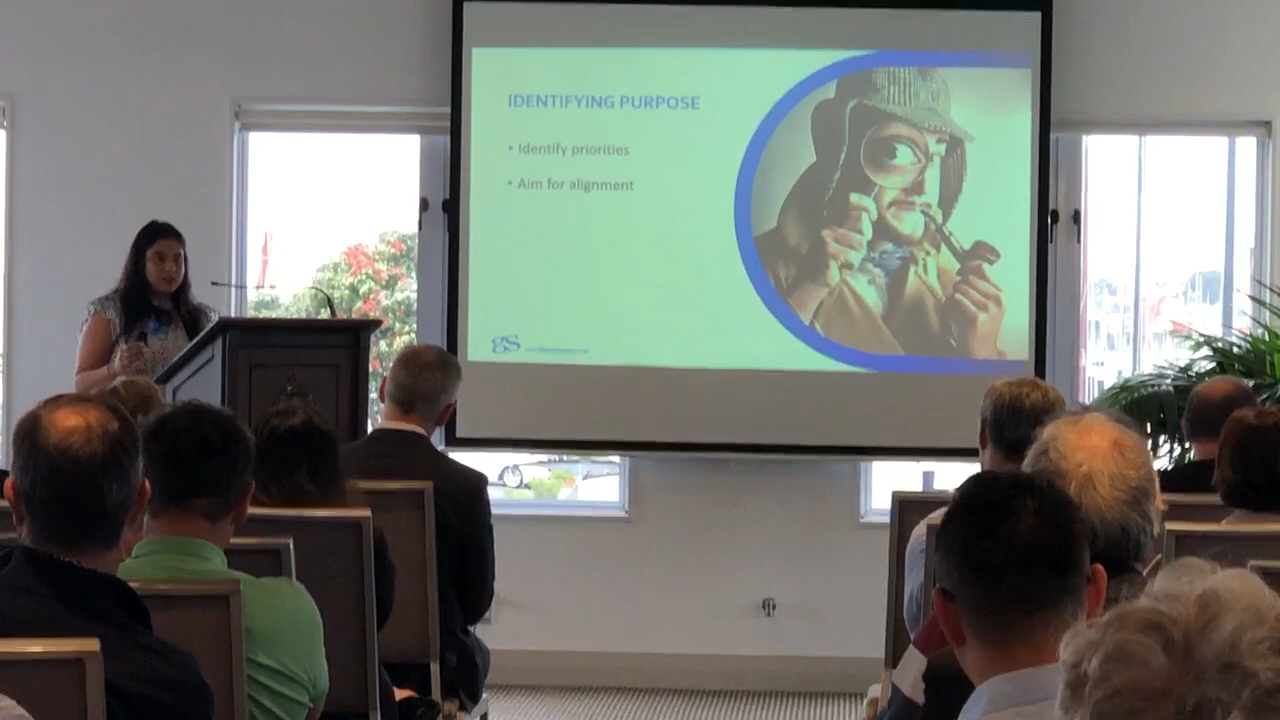 IDENTIFYING PURPOSE
• Identify priorities
• Aim for alignment
gs